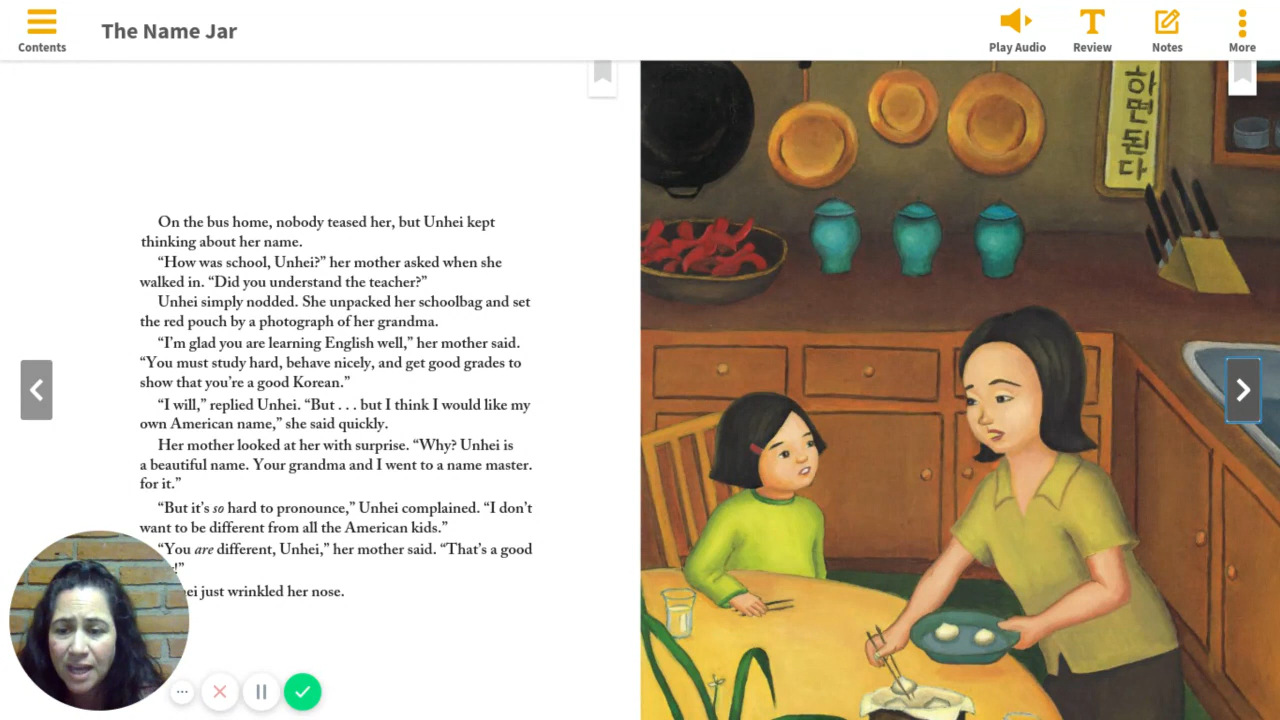 Contents
The Name Jar
Play Audio
Review
Notes
More
On the bus home, nobody teased her, but Unhei kept
thinking about her name.
“How was school, Unhei?” her mother asked when she
walked in. “Did you understand the teacher?”
Unhei simply nodded. She unpacked her schoolbag and set
the red pouch by a photograph of her grandma.
“I’m glad you are learning English well,” her mother said.
“You must study hard, behave nicely, and get good grades to
show that you’re a good Korean.”
“I will,” replied Unhei. “But . . . but I think I would like my
own American name,” she said quickly.
Her mother looked at her with surprise. “Why? Unhei is
a beautiful name. Your grandma and I went to a name master.
for it.”
“But it’s so hard to pronounce,” Unhei complained. “I don’t
want to be different from all the American kids.”
“You are different, Unhei,” her mother said. “That’s a good
just wrinkled her nose.
하면된다